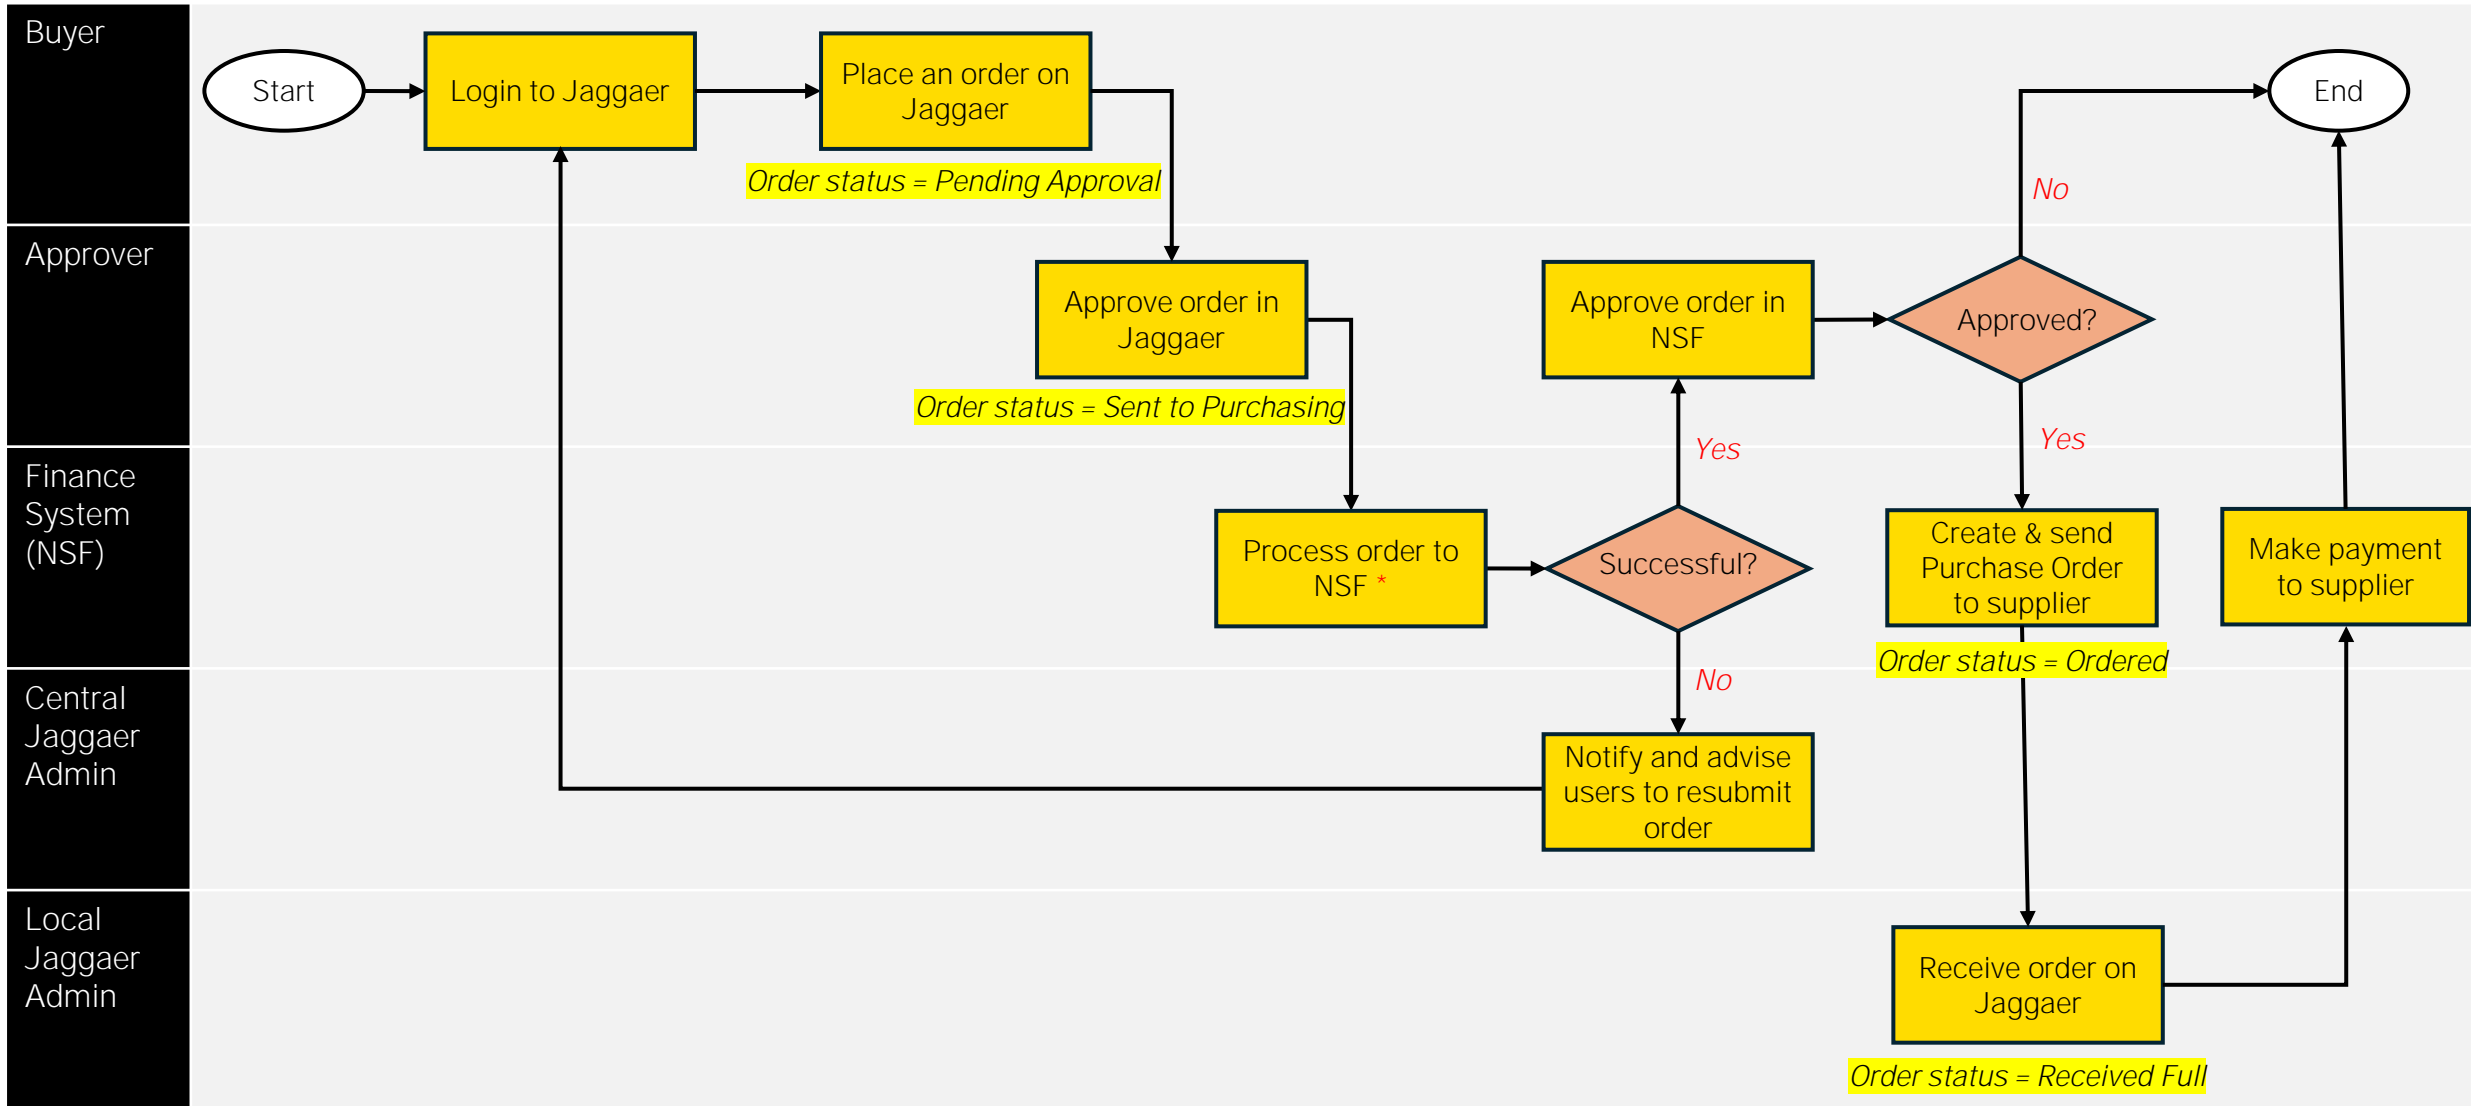 Buyer
Start
Login to Jaggaer
Place an order on
Jaggaer
End
Order status = Pending Approval
No
Approver
Approve order in
Jaggaer
Approve order in
NSF
Approved?
Order status = Sent to Purchasing
Yes
Yes
Finance
System
(NSF)
Process order to
NSF *
Successful?
Create & send
Purchase Order
to supplier
Make payment
to supplier
Order status = Ordered
No
Central
Jaggaer
Admin
Notify and advise
users to resubmit
order
Local
Jaggaer
Admin
Receive order on
Jaggaer
Order status = Received Full